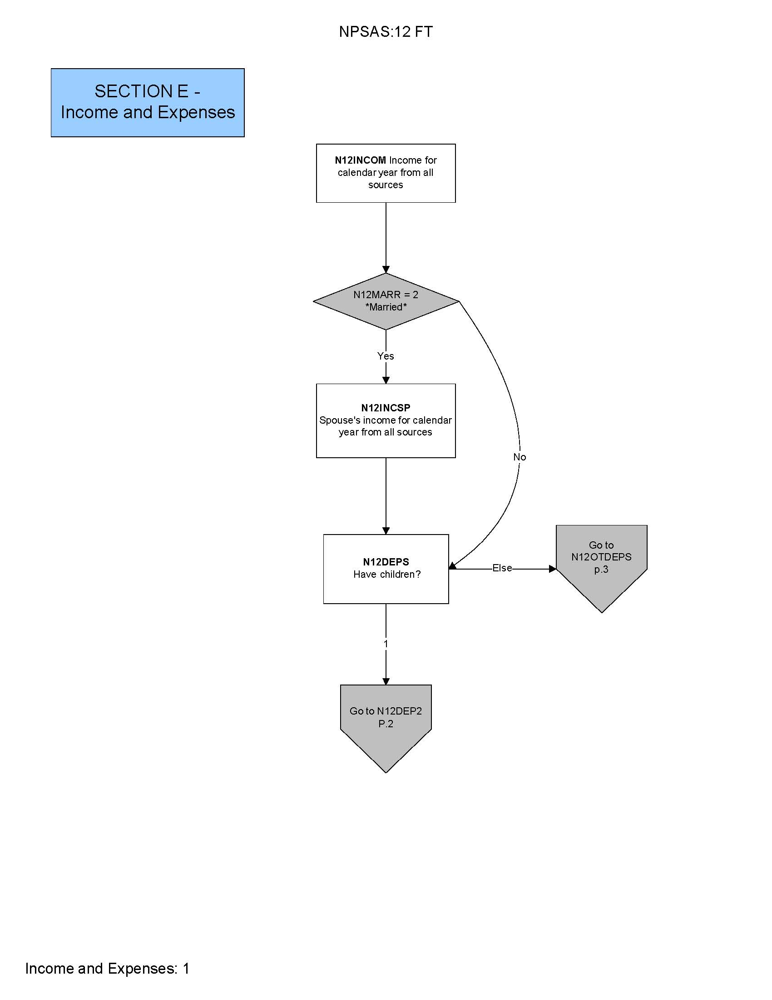 NPSAS:12 FT
SECTION E -
Income and Expenses
N12INCOM Income for
calendar year from all
sources
N12MARR = 2
*Married*
Yes
N12INCSP
Spouse's income for calendar
year from all sources
No
N12DEPS
Have children?
Else
Go to
N12OTDEPS
p.3
1
Go to N12DEP2
P.2
Income and Expenses: 1